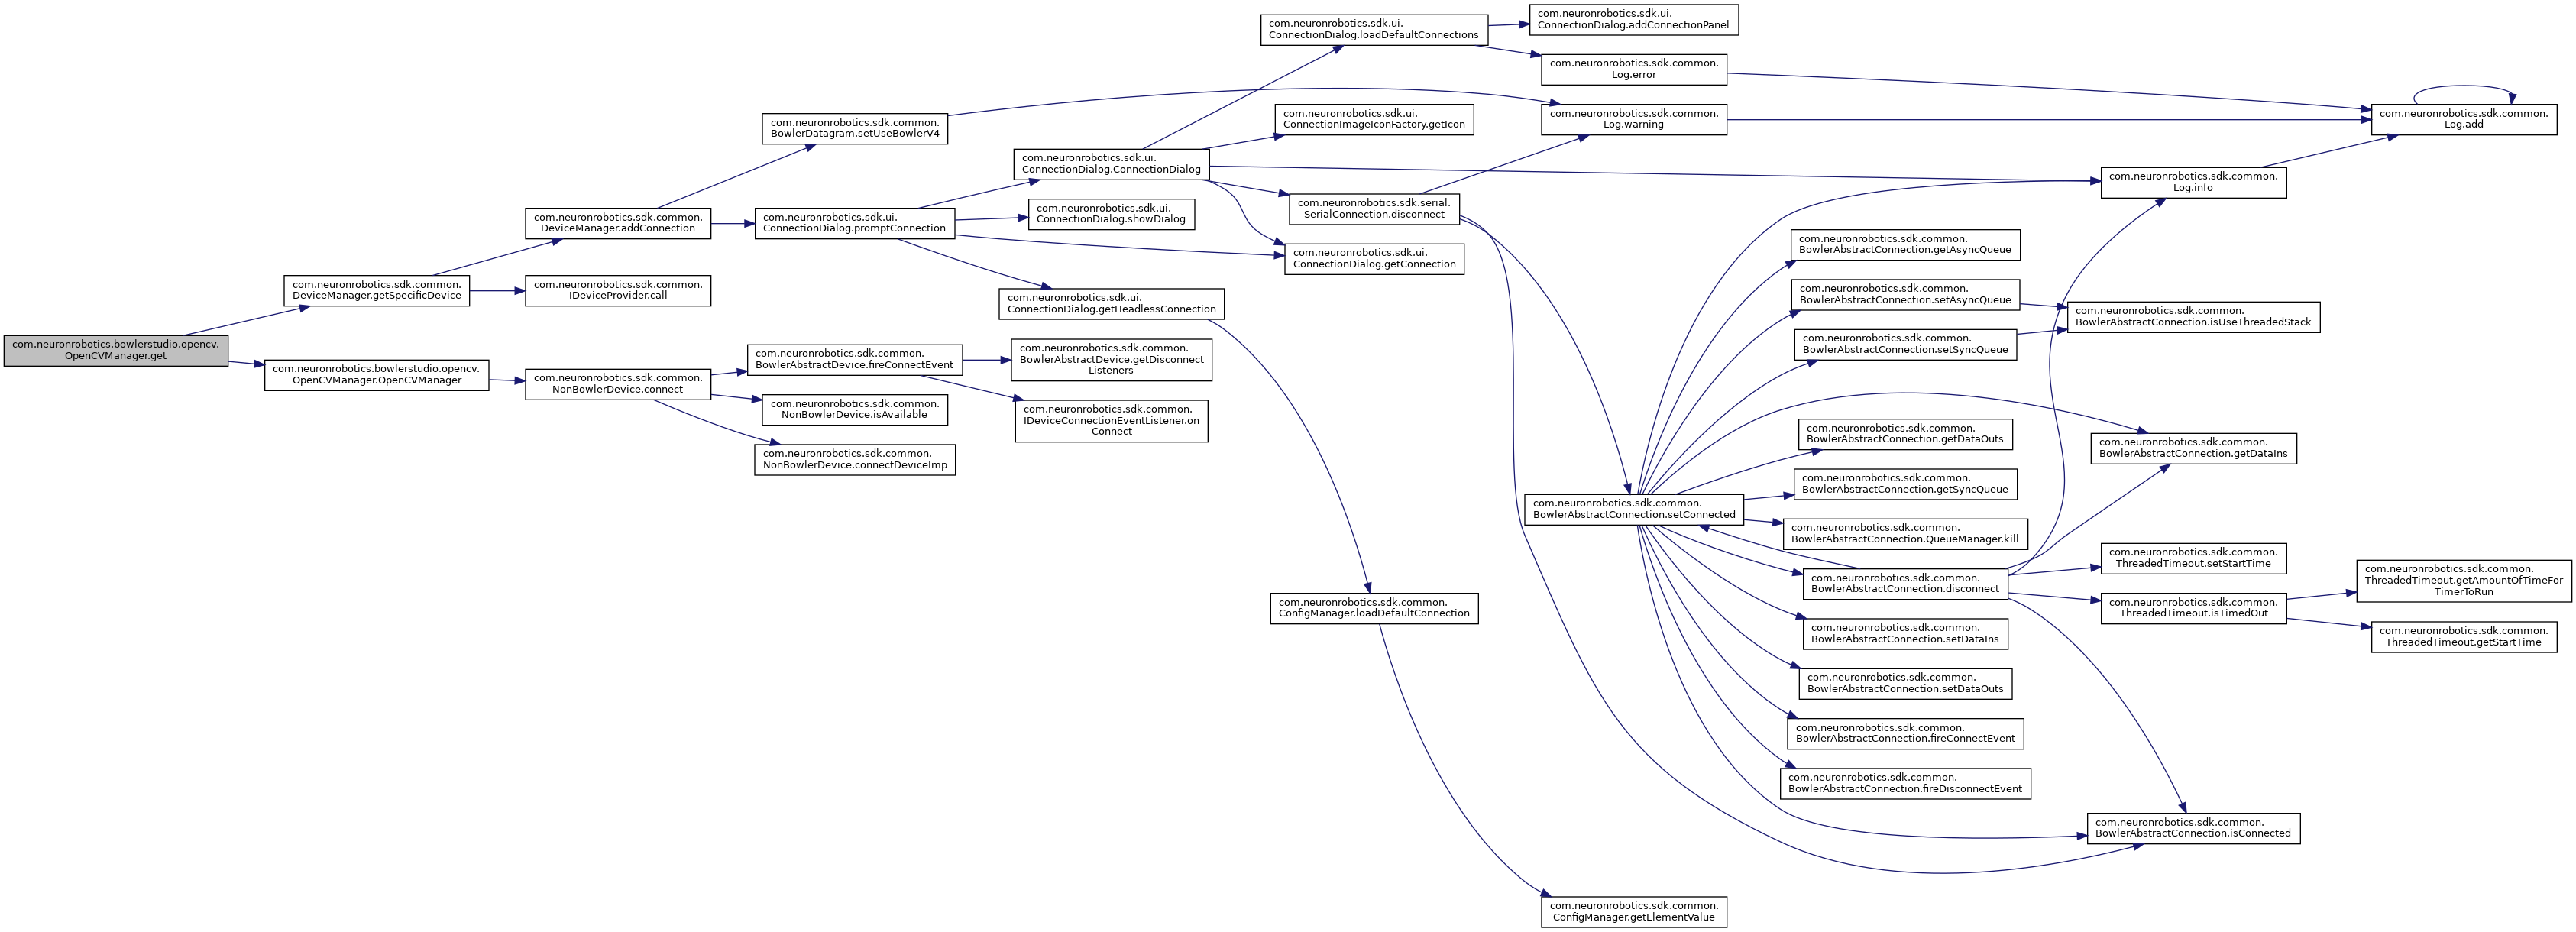 com.neuronrobotics.bowlerstudio.opencv.
OpenCVManager.get
com.neuronrobotics.sdk.common.
DeviceManager.getSpecificDevice
com.neuronrobotics.bowlerstudio.opencv.
OpenCVManager.OpenCVManager
com.neuronrobotics.sdk.common.
DeviceManager.addConnection
com.neuronrobotics.sdk.common.
IDeviceProvider.call
com.neuronrobotics.sdk.common.
NonBowlerDevice.connect
com.neuronrobotics.sdk.common.
BowlerDatagram.setUseBowlerV4
com.neuronrobotics.sdk.ui.
ConnectionDialog.promptConnection
com.neuronrobotics.sdk.common.
BowlerAbstractDevice.fireConnectEvent
com.neuronrobotics.sdk.common.
NonBowlerDevice.isAvailable
com.neuronrobotics.sdk.common.
NonBowlerDevice.connectDeviceImp
com.neuronrobotics.sdk.ui.
ConnectionDialog.ConnectionDialog
com.neuronrobotics.sdk.ui.
ConnectionDialog.showDialog
com.neuronrobotics.sdk.ui.
ConnectionDialog.getHeadlessConnection
com.neuronrobotics.sdk.common.
BowlerAbstractDevice.getDisconnect
Listeners
com.neuronrobotics.sdk.common.
IDeviceConnectionEventListener.on
Connect
com.neuronrobotics.sdk.ui.
ConnectionDialog.loadDefaultConnections
com.neuronrobotics.sdk.ui.
ConnectionImageIconFactory.getIcon
com.neuronrobotics.sdk.serial.
SerialConnection.disconnect
com.neuronrobotics.sdk.ui.
ConnectionDialog.getConnection
com.neuronrobotics.sdk.common.
ConfigManager.loadDefaultConnection
com.neuronrobotics.sdk.ui.
ConnectionDialog.addConnectionPanel
com.neuronrobotics.sdk.common.
Log.error
com.neuronrobotics.sdk.common.
Log.warning
com.neuronrobotics.sdk.common.
BowlerAbstractConnection.setConnected
com.neuronrobotics.sdk.common.
ConfigManager.getElementValue
com.neuronrobotics.sdk.common.
BowlerAbstractConnection.getAsyncQueue
com.neuronrobotics.sdk.common.
BowlerAbstractConnection.setAsyncQueue
com.neuronrobotics.sdk.common.
BowlerAbstractConnection.setSyncQueue
com.neuronrobotics.sdk.common.
BowlerAbstractConnection.getDataOuts
com.neuronrobotics.sdk.common.
BowlerAbstractConnection.getSyncQueue
com.neuronrobotics.sdk.common.
BowlerAbstractConnection.QueueManager.kill
com.neuronrobotics.sdk.common.
BowlerAbstractConnection.disconnect
com.neuronrobotics.sdk.common.
BowlerAbstractConnection.setDataIns
com.neuronrobotics.sdk.common.
BowlerAbstractConnection.setDataOuts
com.neuronrobotics.sdk.common.
BowlerAbstractConnection.fireConnectEvent
com.neuronrobotics.sdk.common.
BowlerAbstractConnection.fireDisconnectEvent
com.neuronrobotics.sdk.common.
Log.info
com.neuronrobotics.sdk.common.
BowlerAbstractConnection.isUseThreadedStack
com.neuronrobotics.sdk.common.
BowlerAbstractConnection.getDataIns
com.neuronrobotics.sdk.common.
ThreadedTimeout.setStartTime
com.neuronrobotics.sdk.common.
ThreadedTimeout.isTimedOut
com.neuronrobotics.sdk.common.
BowlerAbstractConnection.isConnected
com.neuronrobotics.sdk.common.
Log.add
com.neuronrobotics.sdk.common.
ThreadedTimeout.getAmountOfTimeFor
TimerToRun
com.neuronrobotics.sdk.common.
ThreadedTimeout.getStartTime